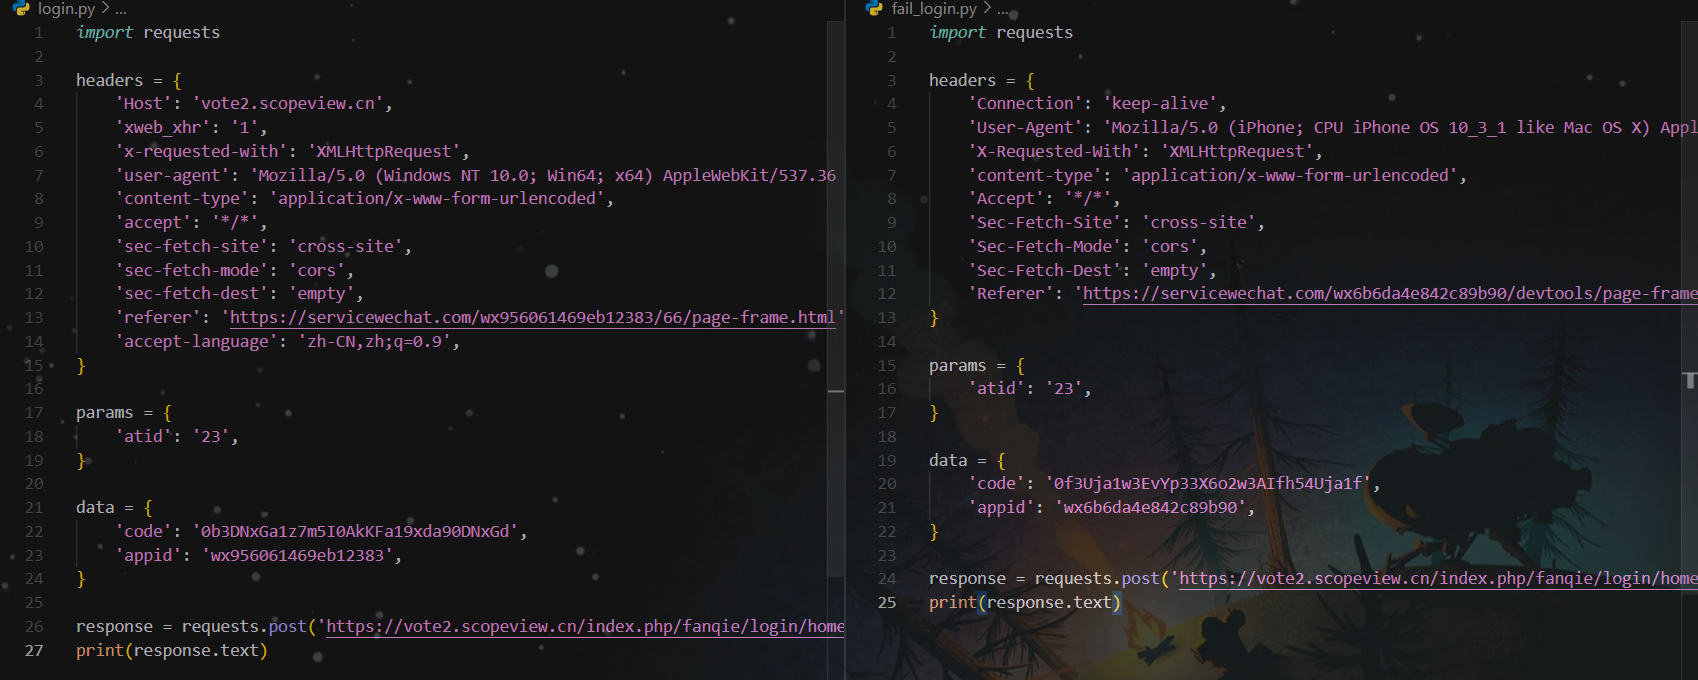 login.py > ...
1 import requests
2
3 headers = {
4 'Host': 'vote2.scopeview.cn',
5 'xweb_xhr': '1',
6 'x-requested-with': 'XMLHttpRequest',
7 'user-agent': 'Mozilla/5.0 (Windows NT 10.0; Win64; x64) AppleWebKit/537.36
8 'content-type': 'application/x-www-form-urlencoded',
9 'accept': '*/*',
10 'sec-fetch-site': 'cross-site',
11 'sec-fetch-mode': 'cors',
12 'sec-fetch-dest': 'empty',
13 'referer': 'https://servicewechat.com/wx956061469eb12383/66/page-frame.html'
14 'accept-language': 'zh-CN,zh;q=0.9',
15 }
16
17 params = {
18 'atid': '23',
19 }
20
21 data = {
22 'code': '0b3DNxGa1z7m5I0AkKFa19xda90DNxGd',
23 'appid': 'wx956061469eb12383',
24 }
25
26 response = requests.post('https://vote2.scopeview.cn/index.php/fanqie/login/home
27 print(response.text)
fail_login.py > ...
1 import requests
2
3 headers = {
4 'Connection': 'keep-alive',
5 'User-Agent': 'Mozilla/5.0 (iPhone; CPU iPhone OS 10_3_1 like Mac OS X) Appl
6 'X-Requested-With': 'XMLHttpRequest',
7 'content-type': 'application/x-www-form-urlencoded',
8 'Accept': '*/*',
9 'Sec-Fetch-Site': 'cross-site',
10 'Sec-Fetch-Mode': 'cors',
11 'Sec-Fetch-Dest': 'empty',
12 'Referer': 'https://servicewechat.com/wx6b6da4e842c89b90/devtools/page-frame
13 }
14
15 params = {
16 'atid': '23',
17 }
18
19 data = {
20 'code': '0f3Uja1w3EvYp33X6o2w3AIfh54Uja1f',
21 'appid': 'wx6b6da4e842c89b90',
22 }
23
24 response = requests.post('https://vote2.scopeview.cn/index.php/fanqie/login/home
25 print(response.text)